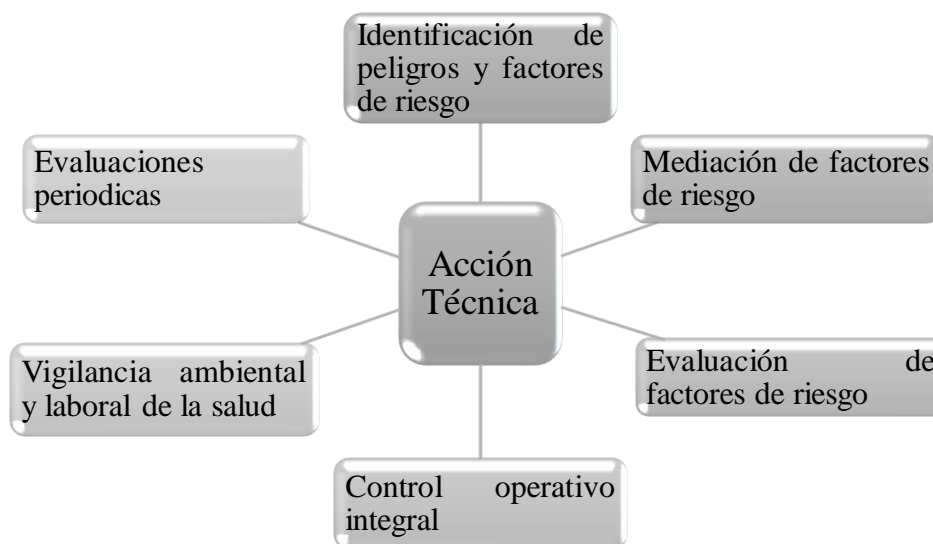 Identificación de
peligros y factores
de riesgo
Evaluaciones
periodicas
Mediación de factores
de riesgo
Acción
Técnica
Vigilancia ambiental
y laboral de la salud
Evaluación de
factores de riesgo
Control operativo
integral